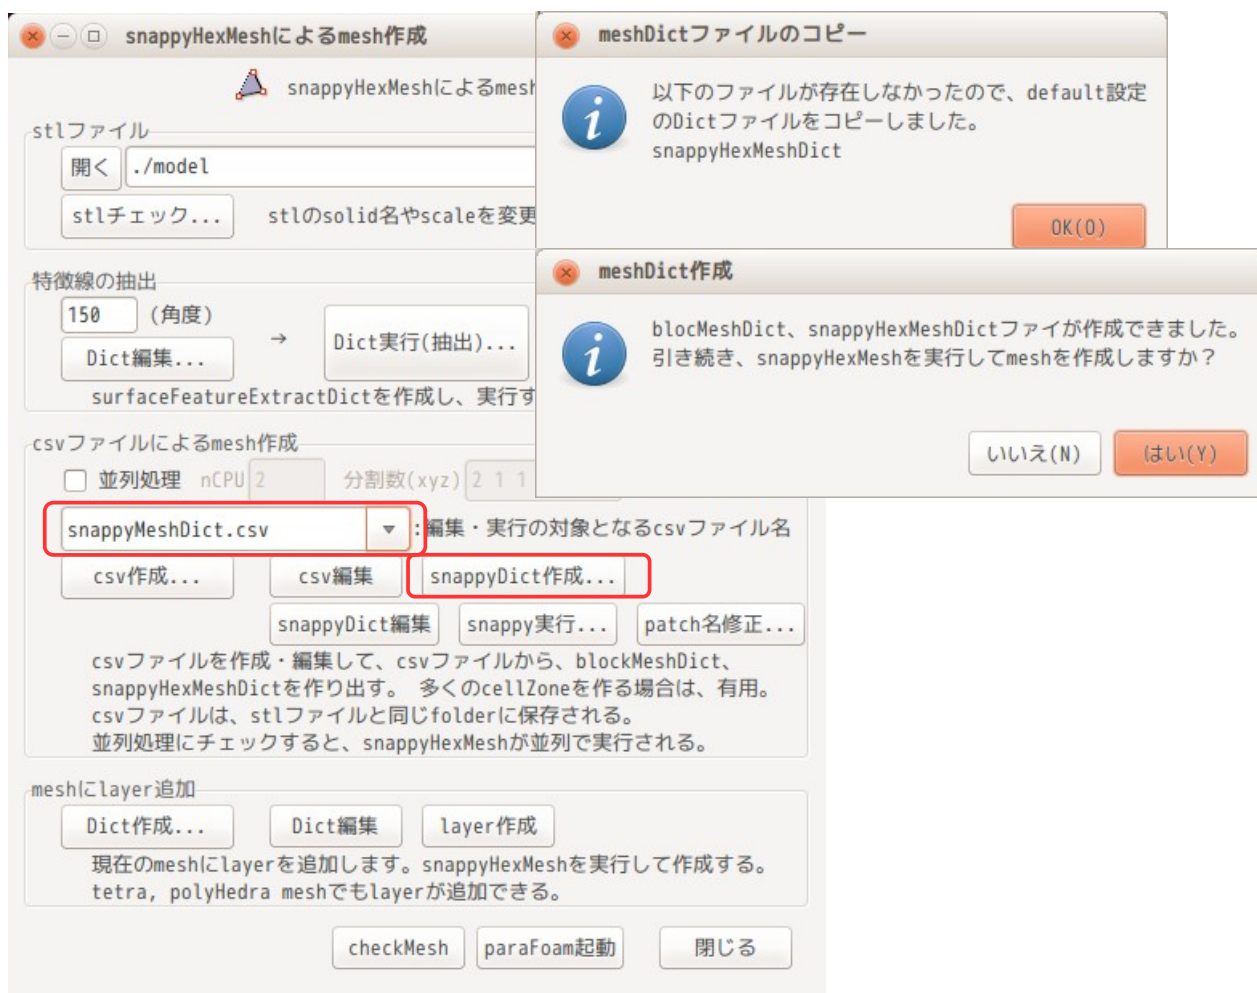 snappyHexMeshによるmesh作成
snappyHexMeshによるmesh
stlファイル
開く ./model
stlチェック... stlのsolid名やscaleを変更
特徴線の抽出
150 (角度)
→ Dict実行(抽出)...
Dict編集...
surfaceFeatureExtractDictを作成し、実行す
csvファイルによるmesh作成
並列処理 nCPU 2 分割数(xyz) 2 1 1
snappyMeshDict.csv :編集・実行の対象となるcsvファイル名
csv作成... csv編集 snappyDict作成...
snappyDict編集 snappy実行... patch名修正...
csvファイルを作成・編集して、csvファイルから、blockMeshDict、
snappyHexMeshDictを作り出す。 多くのcellZoneを作る場合は、有用。
csvファイルは、stlファイルと同じfolderに保存される。
並列処理にチェックすると、snappyHexMeshが並列で実行される。
meshにlayer追加
Dict作成... Dict編集 layer作成
現在のmeshにlayerを追加します。snappyHexMeshを実行して作成する。
tetra, polyHedra meshでもlayerが追加できる。
checkMesh paraFoam起動 閉じる
meshDictファイルのコピー
以下のファイルが存在しなかったので、default設定
のDictファイルをコピーしました。
snappyHexMeshDict
OK(O)
meshDict作成
blocMeshDict、snappyHexMeshDictファイが作成できました。
引き続き、snappyHexMeshを実行してmeshを作成しますか？
いいえ(N) はい(Y)